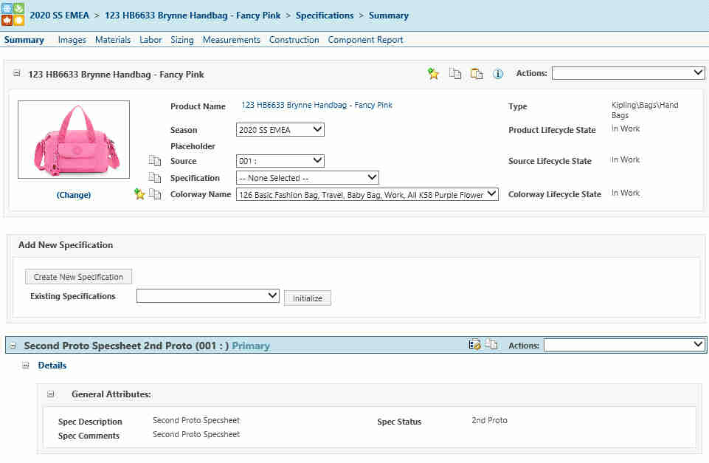 2020 SS EMEA > 123 HB6633 Brynne Handbag - Fancy Pink > Specifications > Summary
Summary Images Materials Labor Sizing Measurements Construction Component Report
123 HB6633 Brynne Handbag - Fancy Pink Actions:
Product Name 123 HB6633 Brynne Handbag - Fancy Pink Type Kipling\Bags\Hand Bags
Season 2020 SS EMEA Product Lifecycle State In Work
Placeholder
Source 001 : Source Lifecycle State In Work
Specification -- None Selected --
(Change) Colorway Name 126 Basic Fashion Bag, Travel, Baby Bag, Work, All K58 Purple Flower Colorway Lifecycle State In Work
Add New Specification
Create New Specification
Existing Specifications Initialize
Second Proto Specsheet 2nd Proto (001 : ) Primary Actions:
Details
General Attributes:
Spec Description Second Proto Specsheet Spec Status 2nd Proto
Spec Comments Second Proto Specsheet